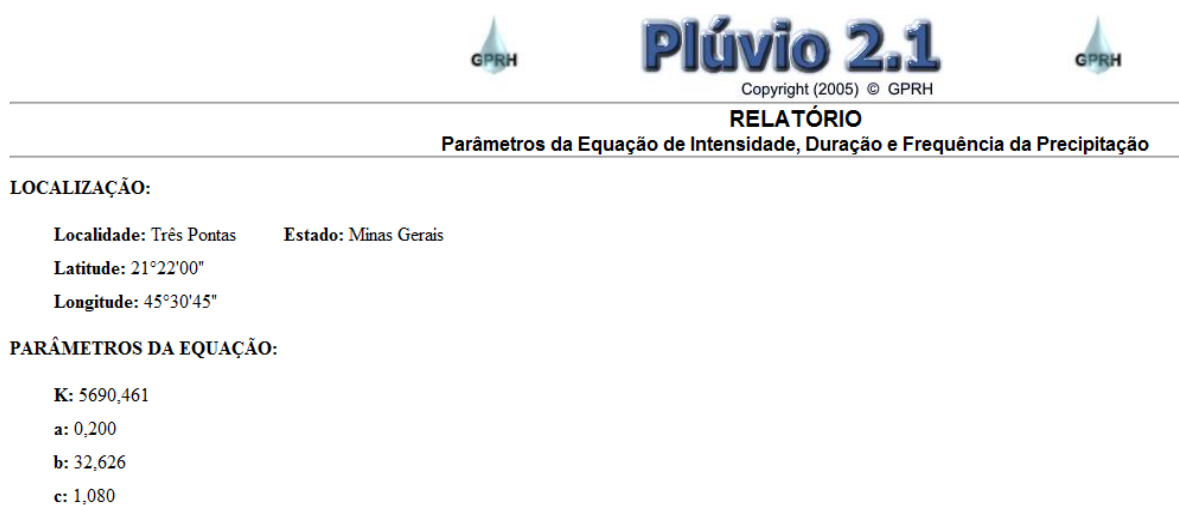 GPRH Plúvio 2.1 GPRH
Copyright (2005) © GPRH
RELATÓRIO
Parâmetros da Equação de Intensidade, Duração e Frequência da Precipitação
LOCALIZAÇÃO:
Localidade: Três Pontas Estado: Minas Gerais
Latitude: 21°22'00"
Longitude: 45°30'45"
PARÂMETROS DA EQUAÇÃO:
K: 5690,461
a: 0,200
b: 32,626
c: 1,080